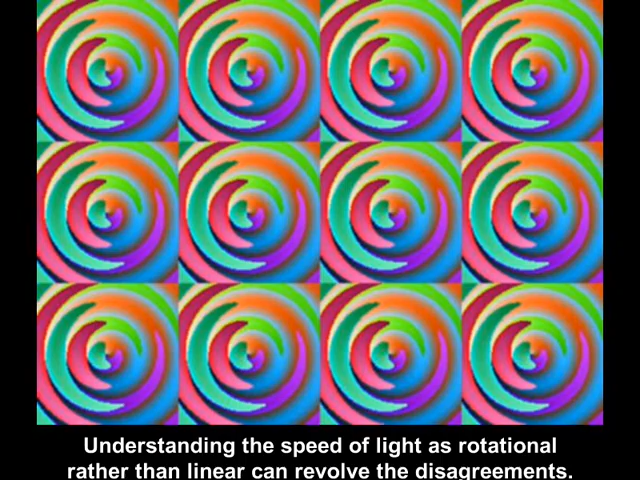 Understanding the speed of light as rotational
rather than linear can revolve the disagreements.